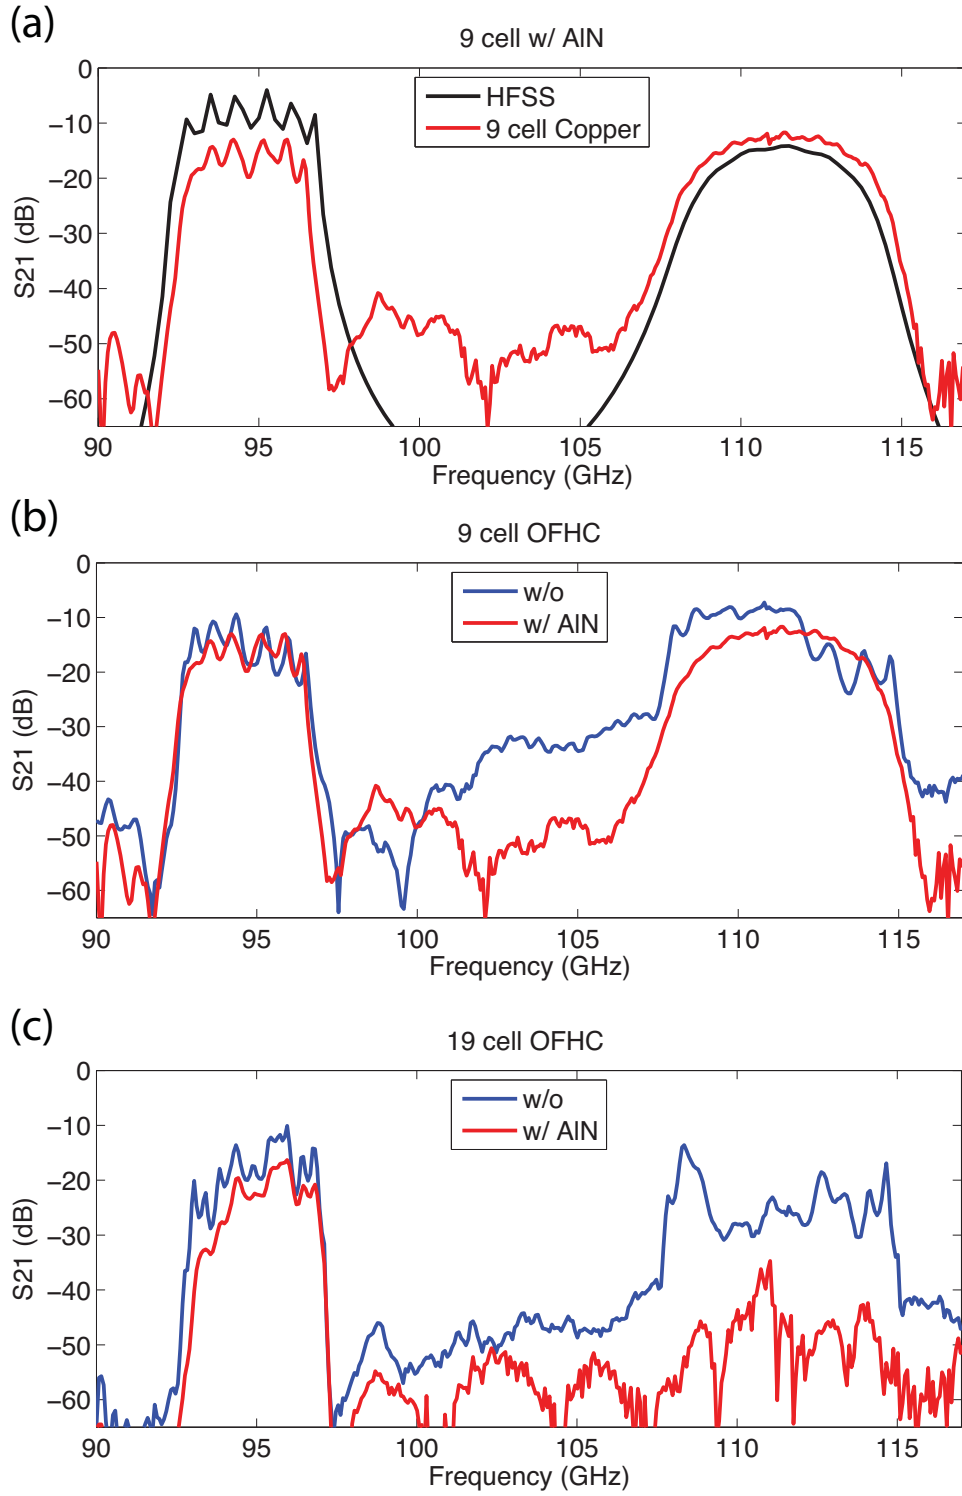 (a)
9 cell w/ AlN
HFSS
9 cell Copper
S21 (dB)
0
−10
−20
−30
−40
−50
−60
90 95 100 105 110 115
Frequency (GHz)
(b)
9 cell OFHC
w/o
w/ AlN
S21 (dB)
0
−10
−20
−30
−40
−50
−60
90 95 100 105 110 115
Frequency (GHz)
(c)
19 cell OFHC
w/o
w/ AlN
S21 (dB)
0
−10
−20
−30
−40
−50
−60
90 95 100 105 110 115
Frequency (GHz)